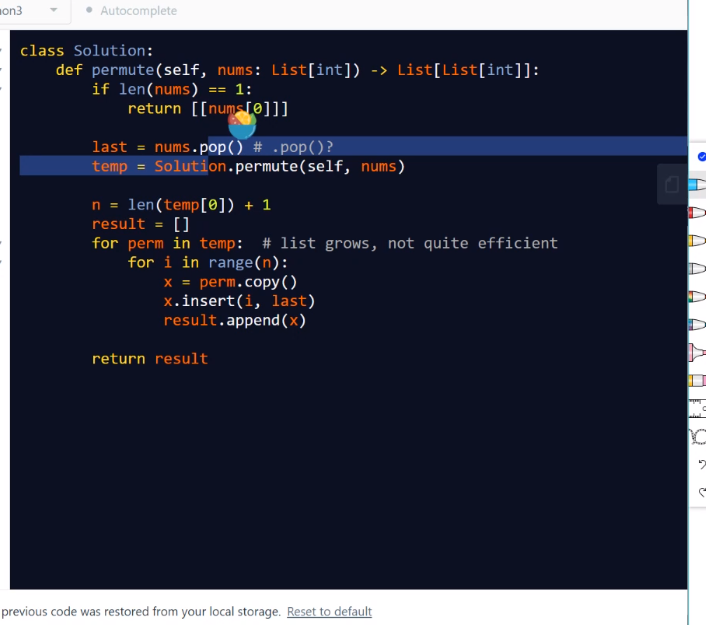 Autocomplete
class Solution:
    def permute(self, nums: List[int]) -> List[List[int]]:
        if len(nums) == 1:
            return [[nums[0]]]
        last = nums.pop() # .pop()?
        temp = Solution.permute(self, nums)
        n = len(temp[0]) + 1
        result = []
        for perm in temp:  # list grows, not quite efficient
            for i in range(n):
                x = perm.copy()
                x.insert(i, last)
                result.append(x)
        return result
previous code was restored from your local storage. Reset to default